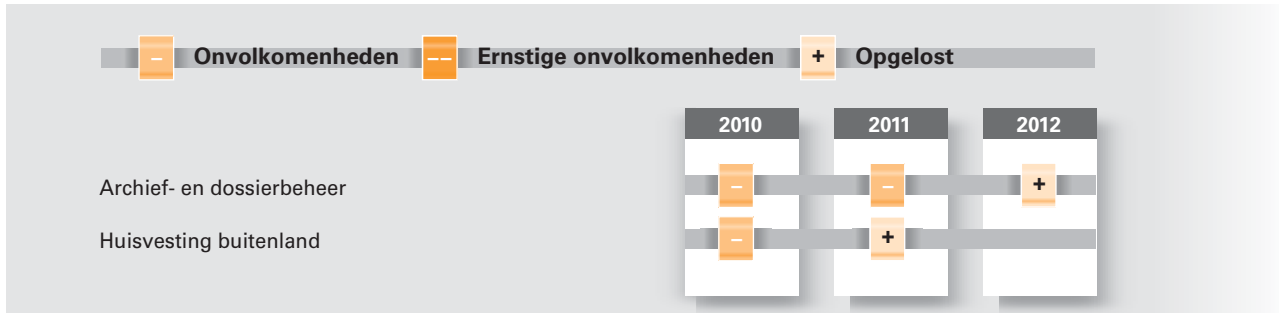 – Onvolkomenheden –– Ernstige onvolkomenheden + Opgelost
2010 2011 2012
Archief- en dossierbeheer – – +
Huisvesting buitenland – +